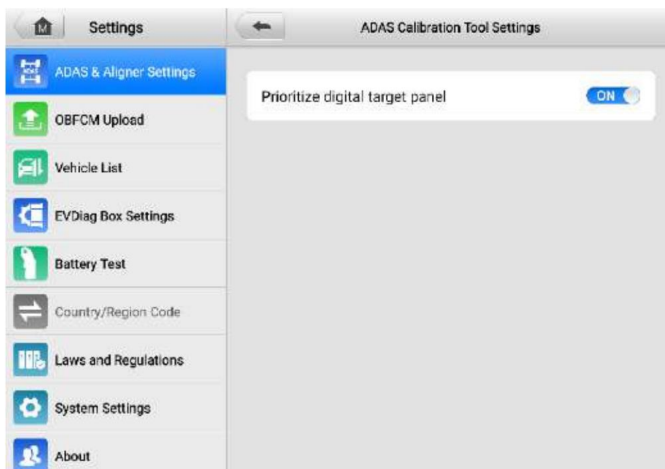 Settings
ADAS Calibration Tool Settings
ADAS & Aligner Settings
OBFCM Upload
Vehicle List
EVDiag Box Settings
Battery Test
Country/Region Code
Laws and Regulations
System Settings
About
Prioritize digital target panel
ON
M
ADAS